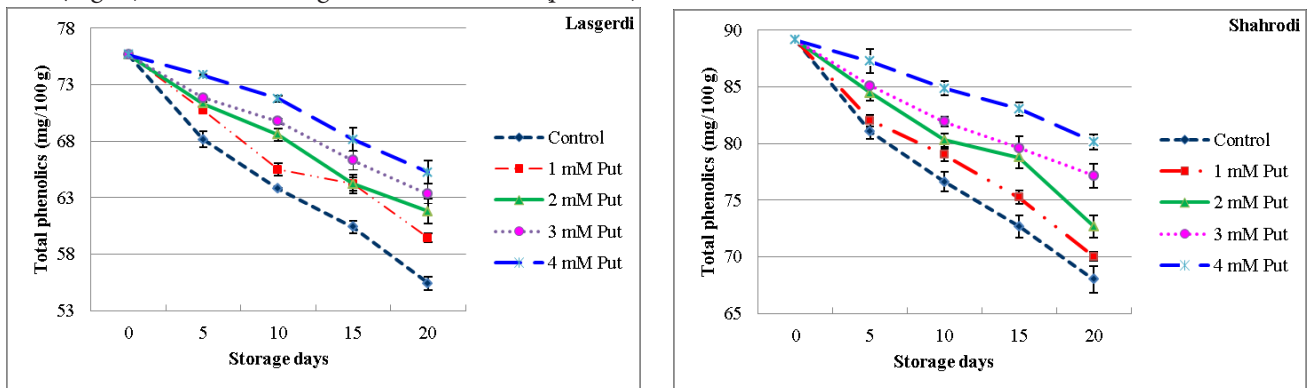 Lasgerdi
78
73
68
63
58
53
Total phenolics (mg/100 g)
0 5 10 15 20
Storage days
Control
1 mM Put
2 mM Put
3 mM Put
4 mM Put
Shahrodi
90
85
80
75
70
65
Total phenolics (mg/100 g)
0 5 10 15 20
Storage days
Control
1 mM Put
2 mM Put
3 mM Put
4 mM Put